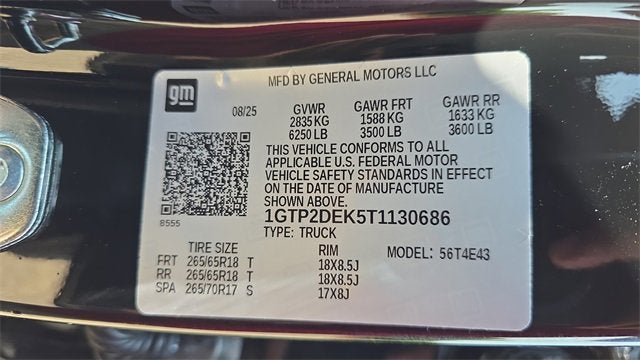 MFD BY GENERAL MOTORS LLC
gm
08/25 GVWR GAWR FRT GAWR RR
2835 KG 1588 KG 1633 KG
6250 LB 3500 LB 3600 LB
THIS VEHICLE CONFORMS TO ALL
APPLICABLE U.S. FEDERAL MOTOR
VEHICLE SAFETY STANDARDS IN EFFECT
ON THE DATE OF MANUFACTURE
SHOWN ABOVE.
8555
1GTP2DEK5T1130686
TYPE: TRUCK
TIRE SIZE RIM MODEL: 56T4E43
FRT 265/65R18 T 18X8.5J
RR 265/65R18 T 18X8.5J
SPA 265/70R17 S 17X8J